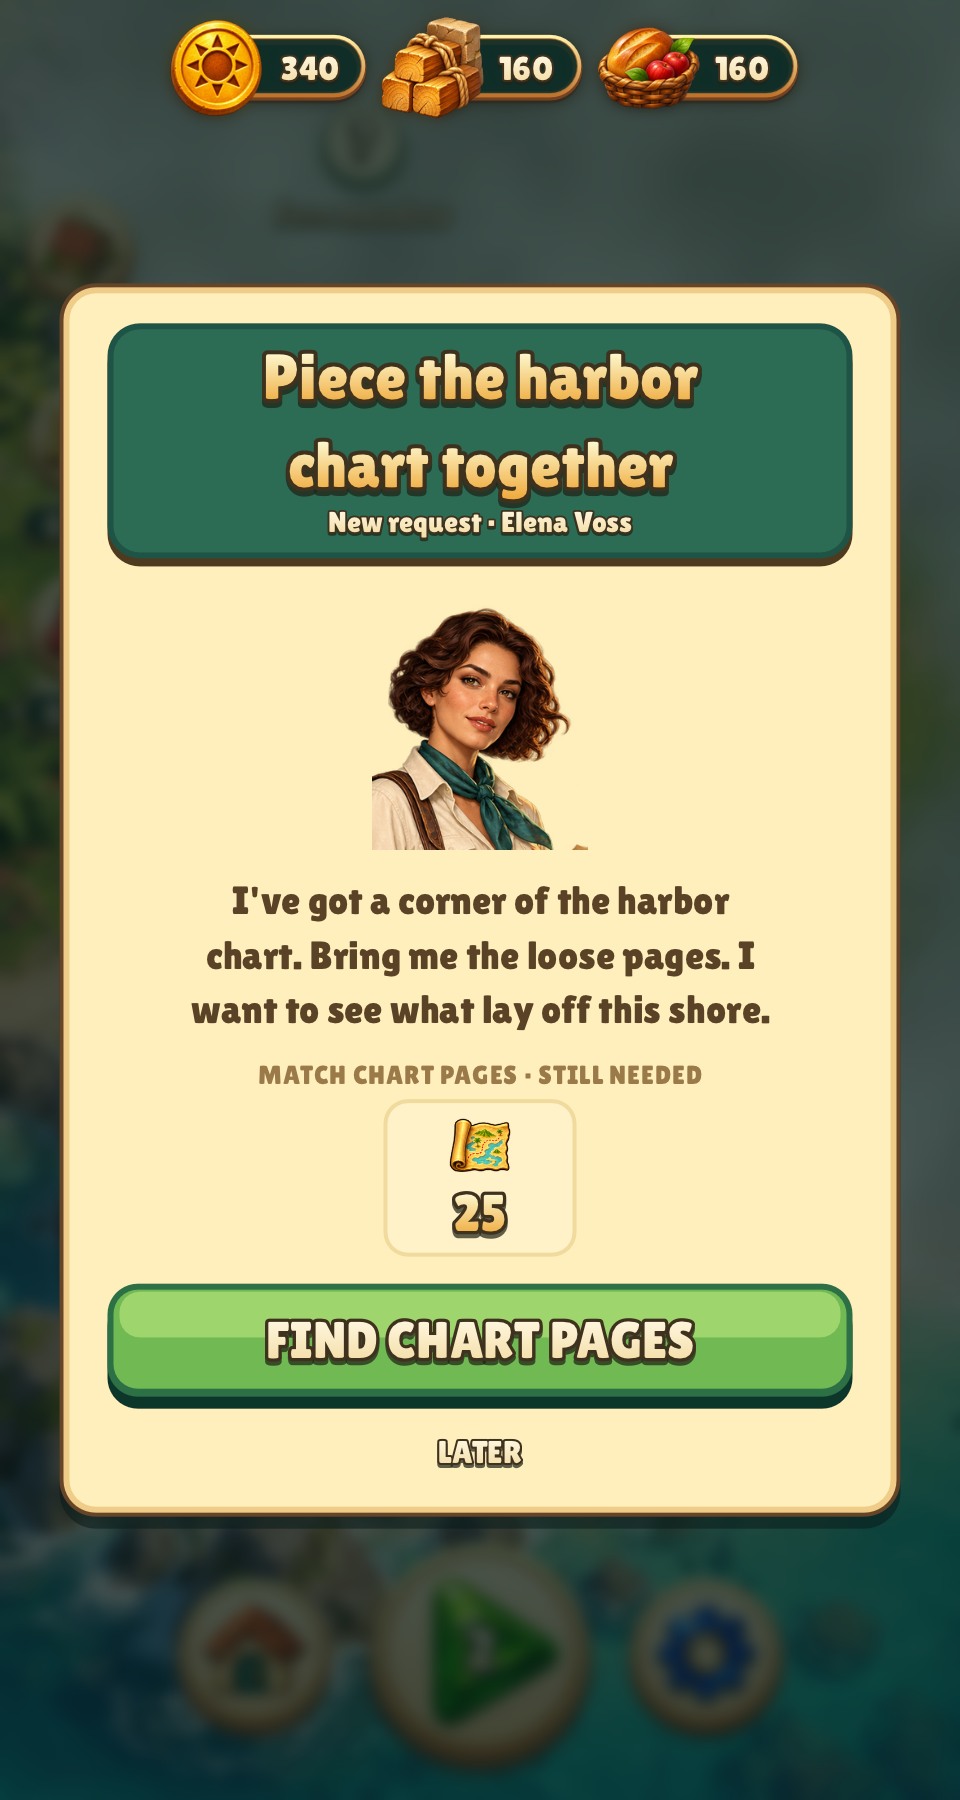 340
160
160
Piece the harbor
chart together
New request · Elena Voss
I've got a corner of the harbor
chart. Bring me the loose pages. I
want to see what lay off this shore.
MATCH CHART PAGES · STILL NEEDED
25
FIND CHART PAGES
LATER